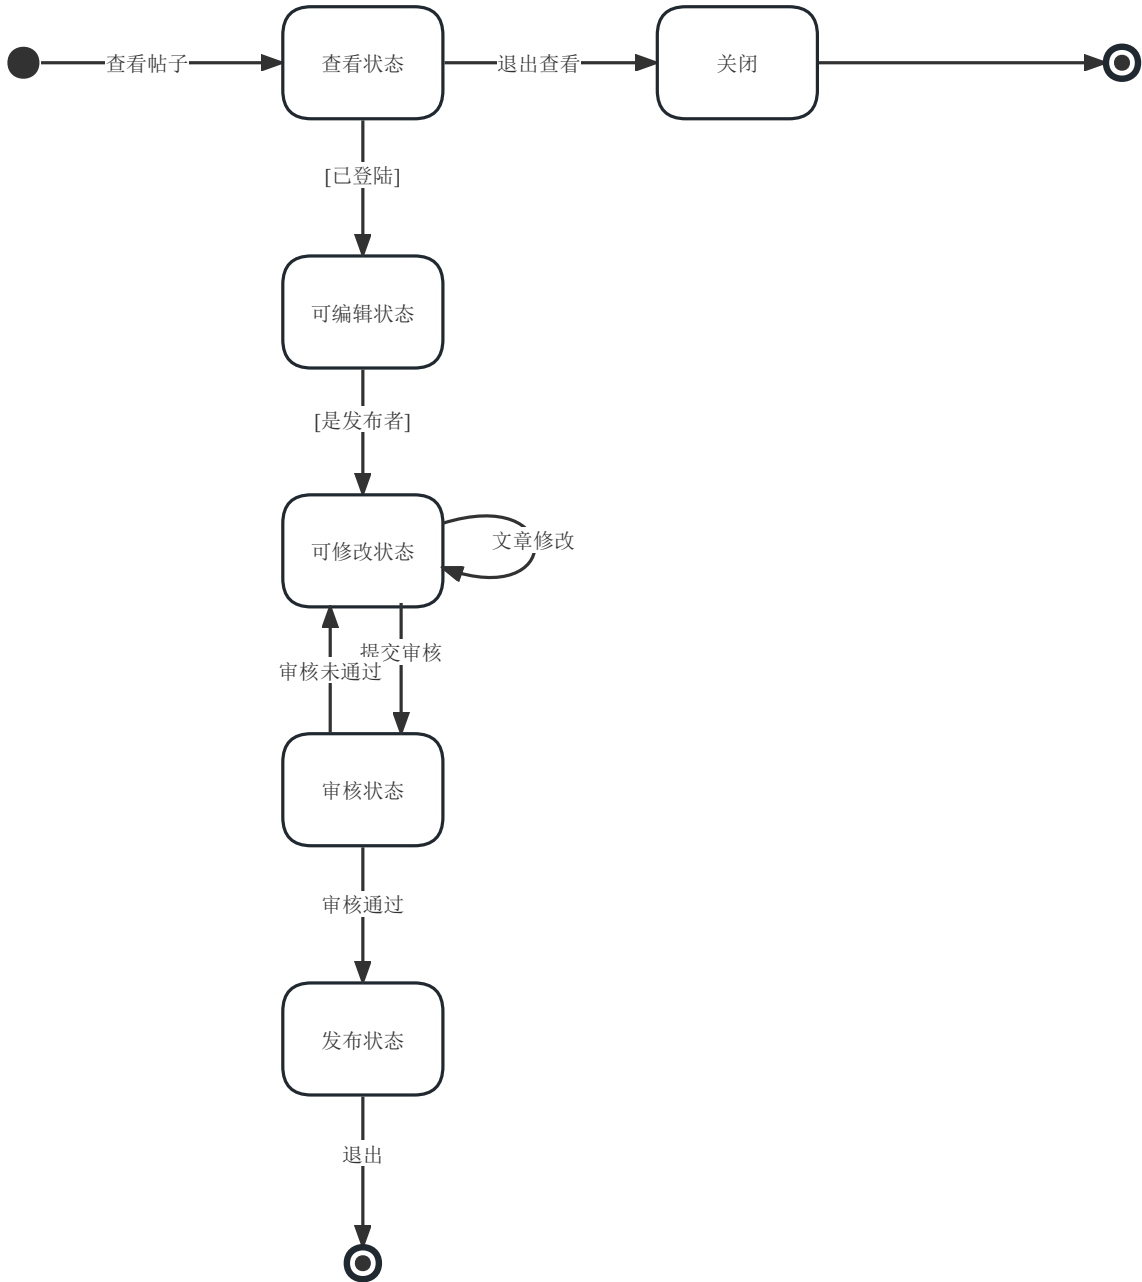 查看帖子
查看状态
退出查看
关闭
[已登陆]
可编辑状态
[是发布者]
可修改状态
文章修改
提交审核
审核未通过
审核状态
审核通过
发布状态
退出